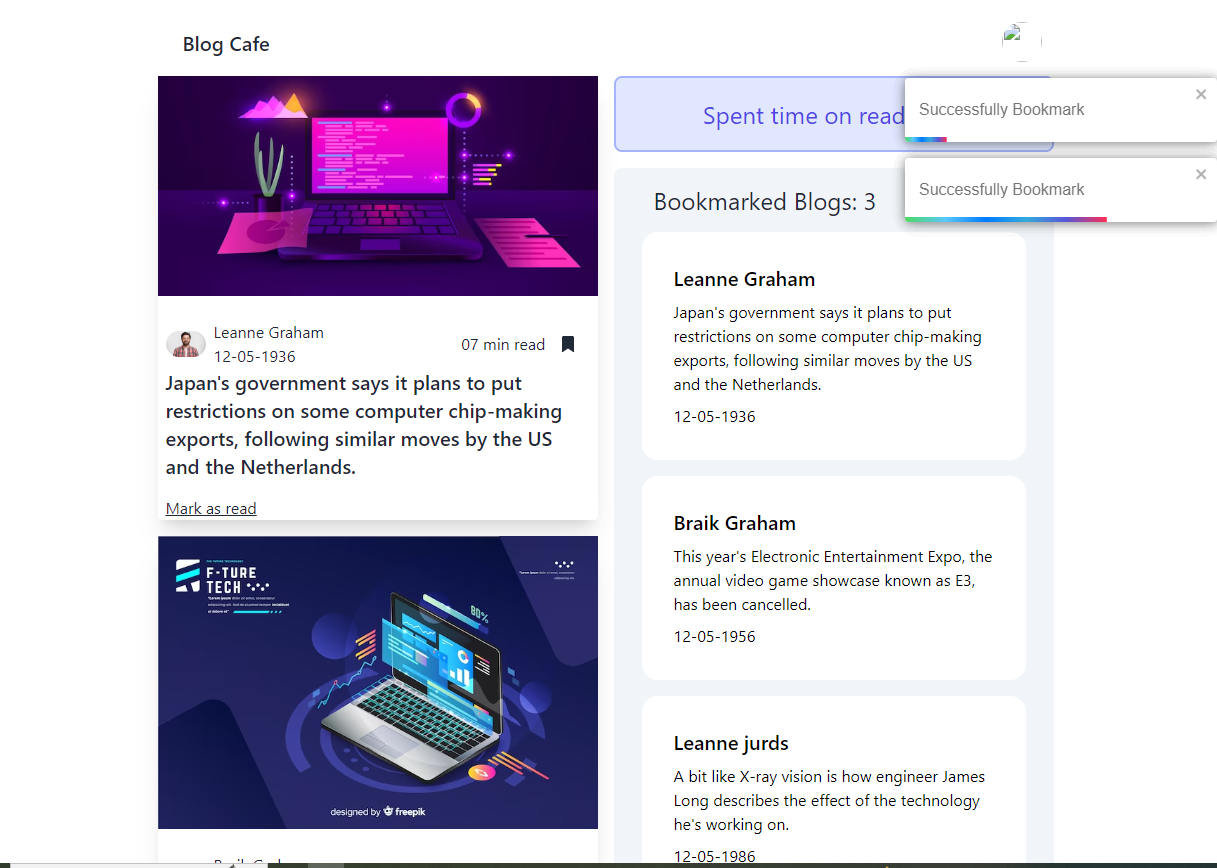 Blog Cafe
Successfully Bookmark
Successfully Bookmark
Spent time on read
Bookmarked Blogs: 3
Leanne Graham
12-05-1936
07 min read
Japan's government says it plans to put
restrictions on some computer chip-making
exports, following similar moves by the US
and the Netherlands.
Mark as read
F-TURE
TECH
80%
designed by freepik
Leanne Graham
Japan's government says it plans to put
restrictions on some computer chip-making
exports, following similar moves by the US
and the Netherlands.
12-05-1936
Braik Graham
This year's Electronic Entertainment Expo, the
annual video game showcase known as E3,
has been cancelled.
12-05-1956
Leanne jurds
A bit like X-ray vision is how engineer James
Long describes the effect of the technology
he's working on.
12-05-1986